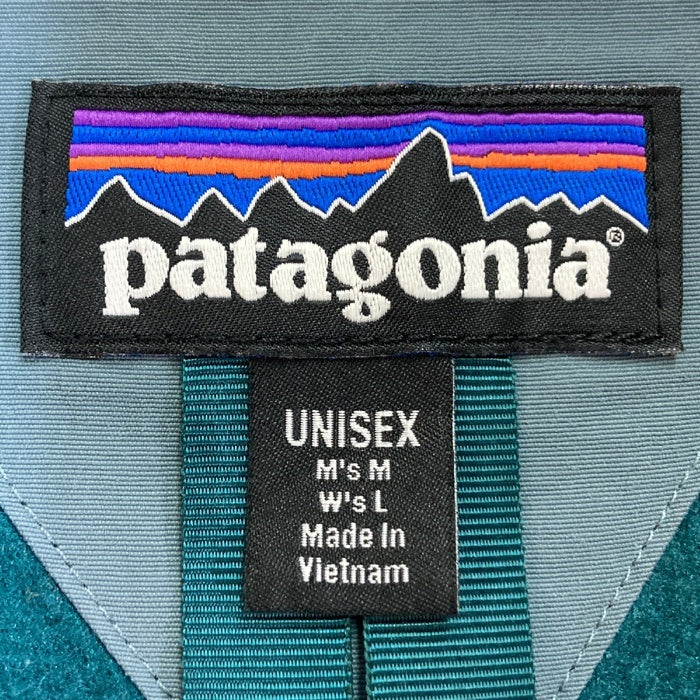 patagonia®
UNISEX
M's M
W's L
Made In
Vietnam